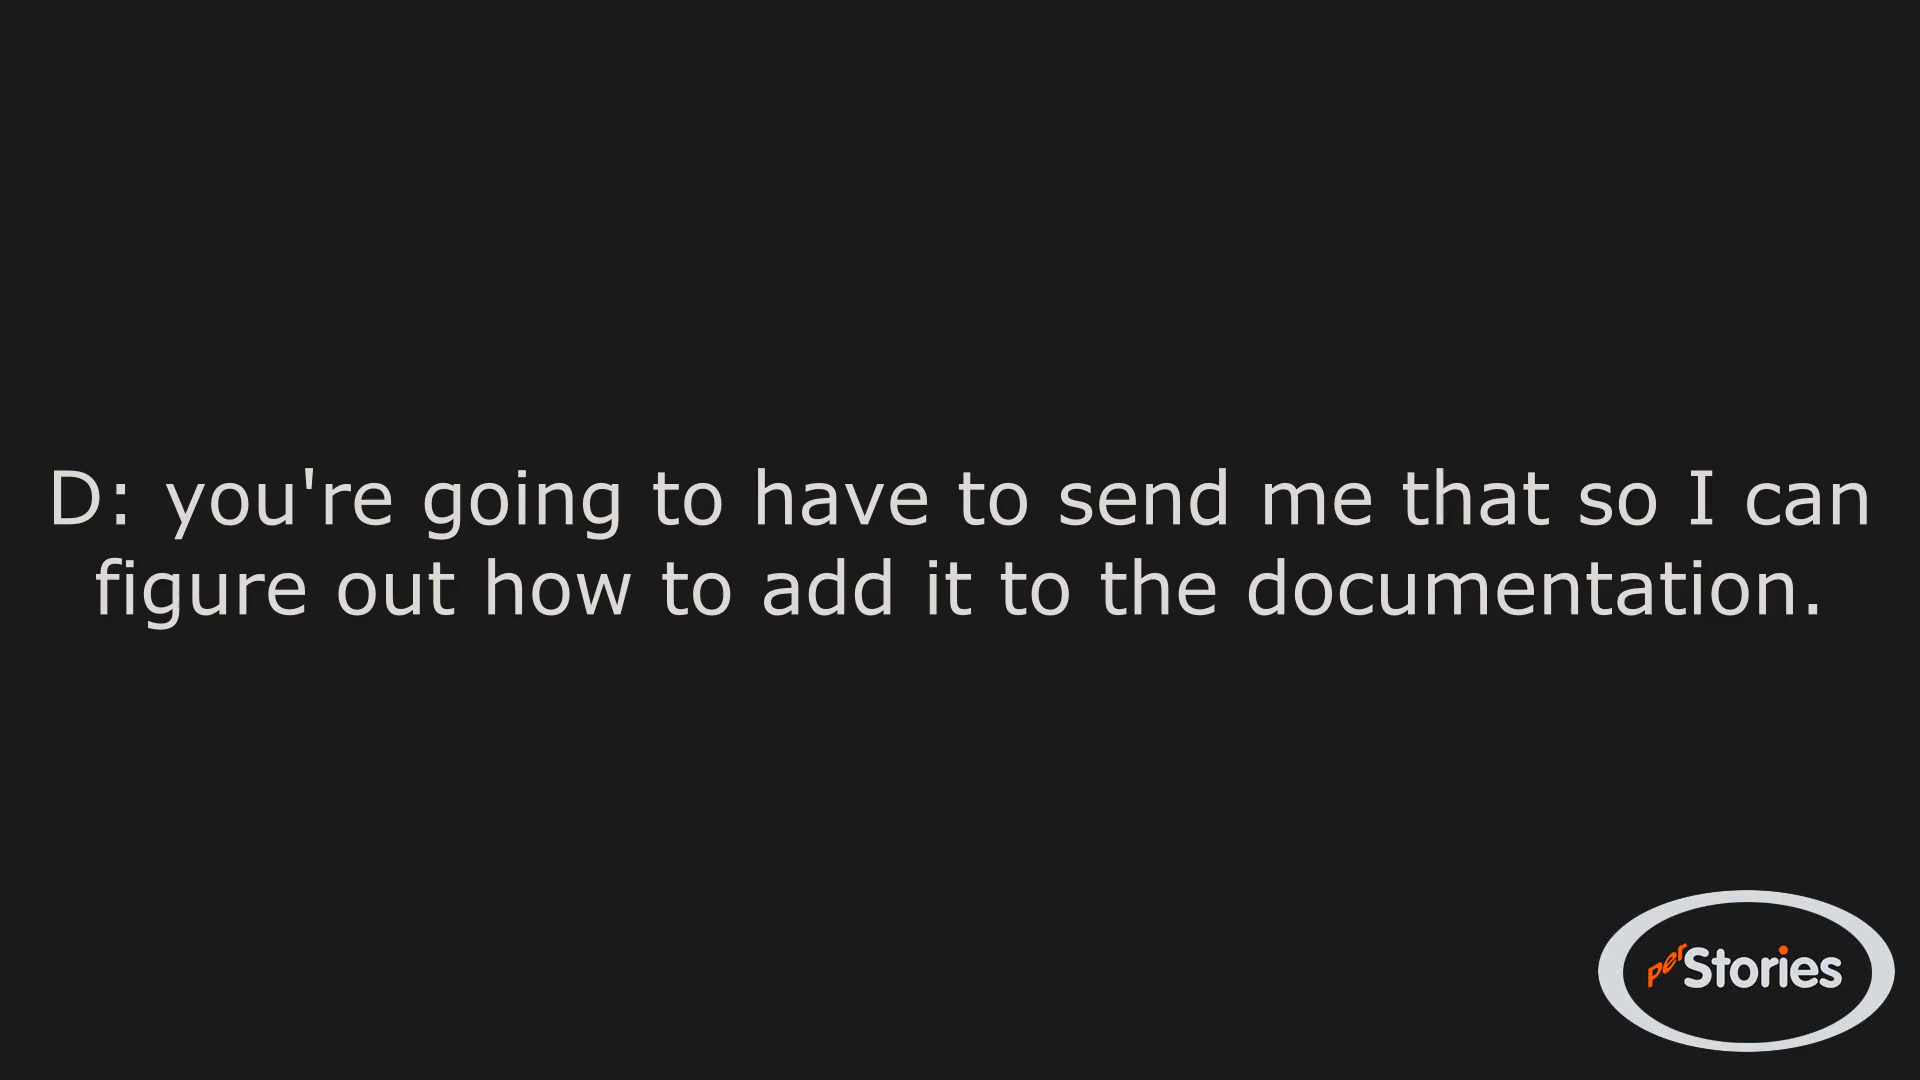 D: you're going to have to send me that so I can
figure out how to add it to the documentation.
perStories